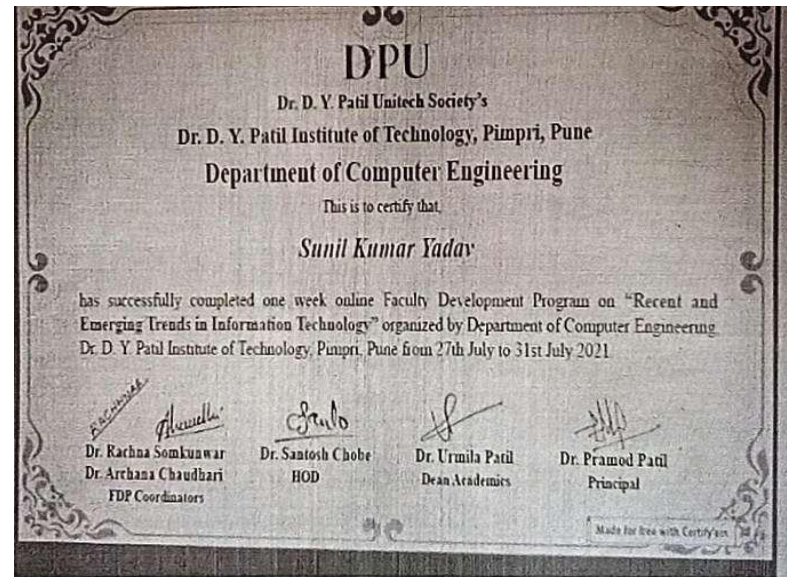 DPU
Dr. D. Y. Patil Unitech Society's
Dr. D. Y. Patil Institute of Technology, Pimpri, Pune
Department of Computer Engineering
This is to certify that,
Sunil Kumar Yadav
has successfully completed one week online Faculty Development Program on “Recent and
Emerging Trends in Information Technology” organized by Department of Computer Engineering
Dr. D. Y. Patil Institute of Technology, Pimpri, Pune from 27th July to 31st July 2021
Dr. Rachna Somkunwar
Dr. Archana Chaudhari
FDP Coordinators
Dr. Santosh Chobe
HOD
Dr. Urmila Patil
Dean Academics
Dr. Pramod Patil
Principal
Made for free with Certify'em